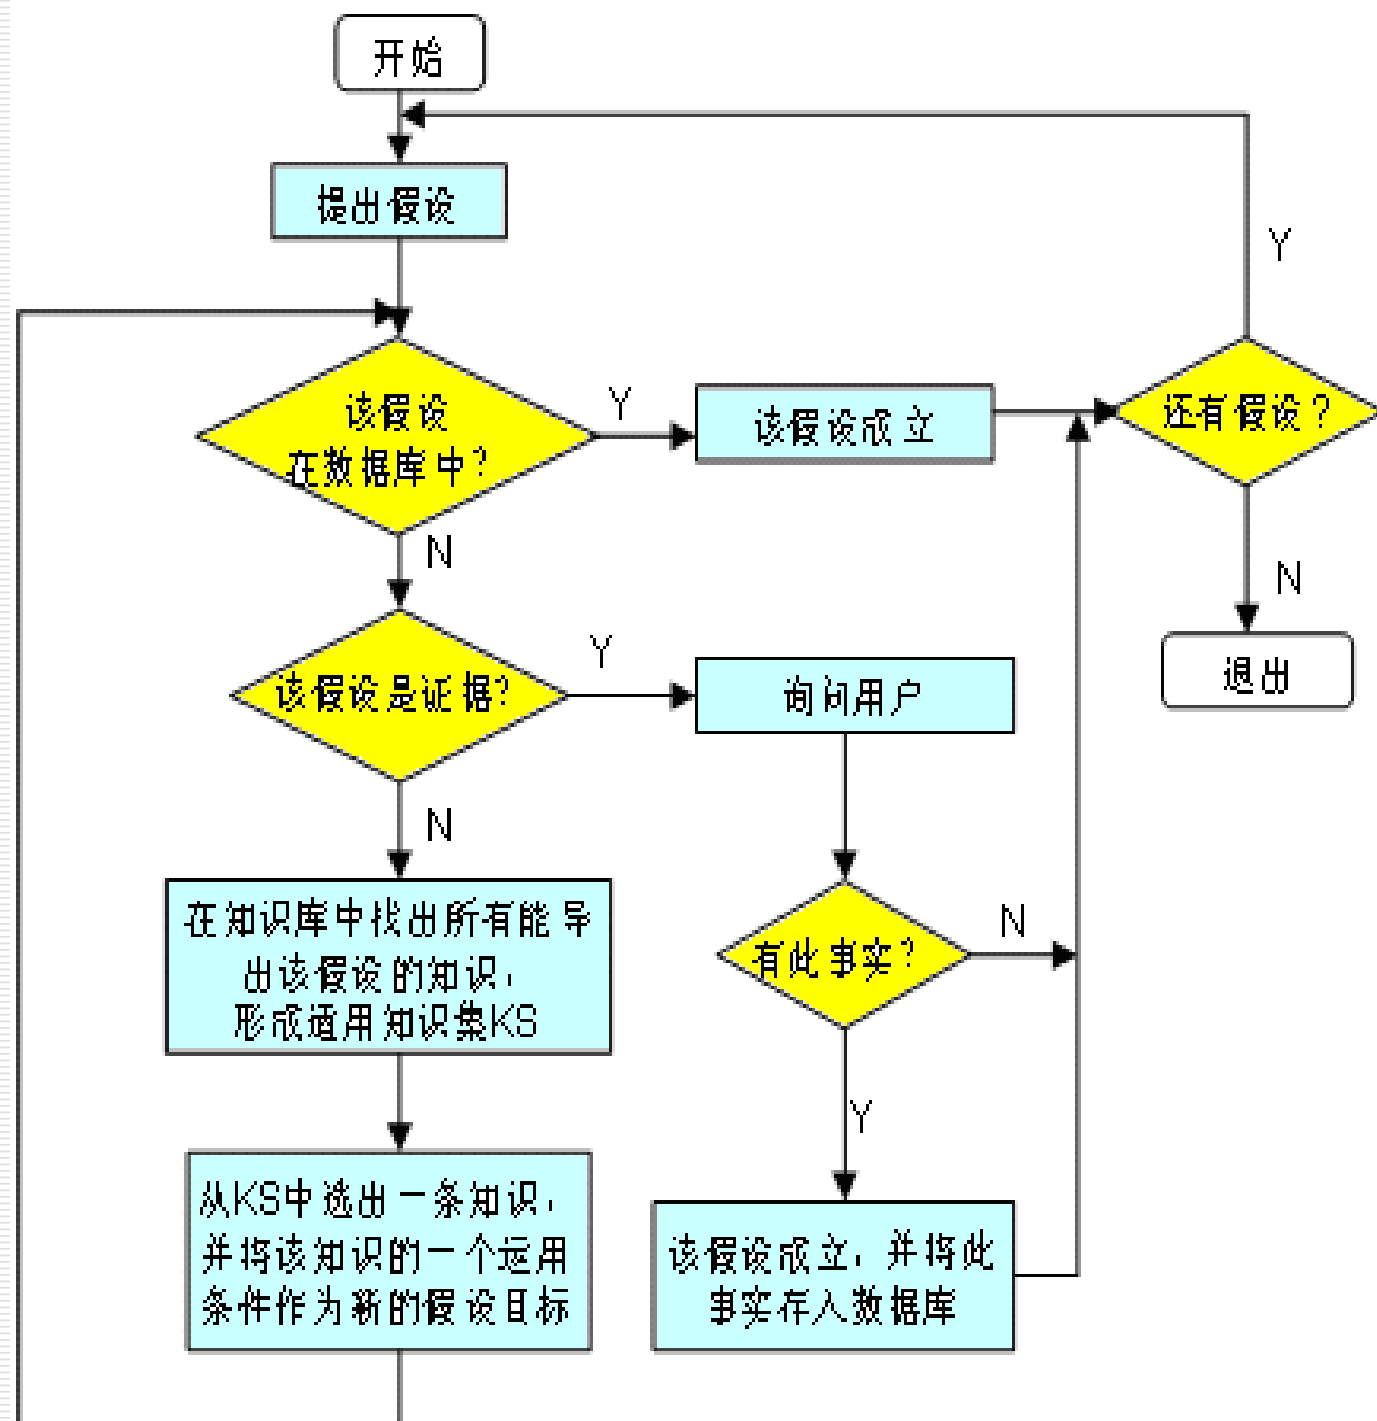 开始
提出假设
Y
该假设
在数据库中?
Y
该假设成立
还有假设?
N
N
退出
该假设是证据?
Y
询问用户
N
在知识库中找出所有能导
出该假设的知识,
形成适用知识集KS
有此事实?
N
Y
从KS中选出一条知识,
并将该知识的一个运用
条件作为新的假设目标
该假设成立,并将此
事实存入数据库